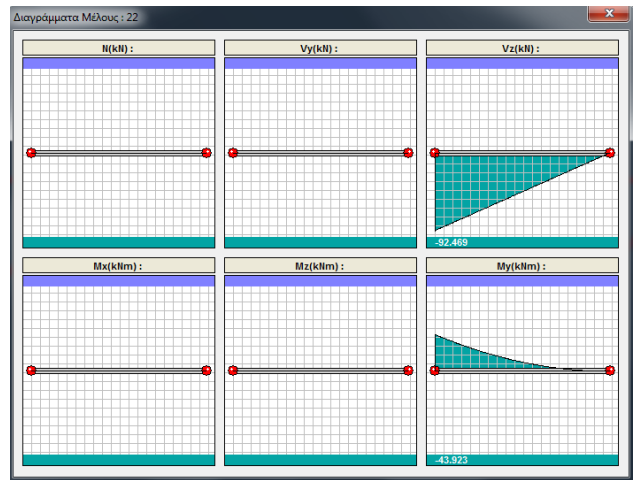 Διαγράμματα Μέλους : 22
N(kN) :
Vy(kN) :
Vz(kN) :
-92.469
Mx(kNm) :
Mz(kNm) :
My(kNm) :
-43.923